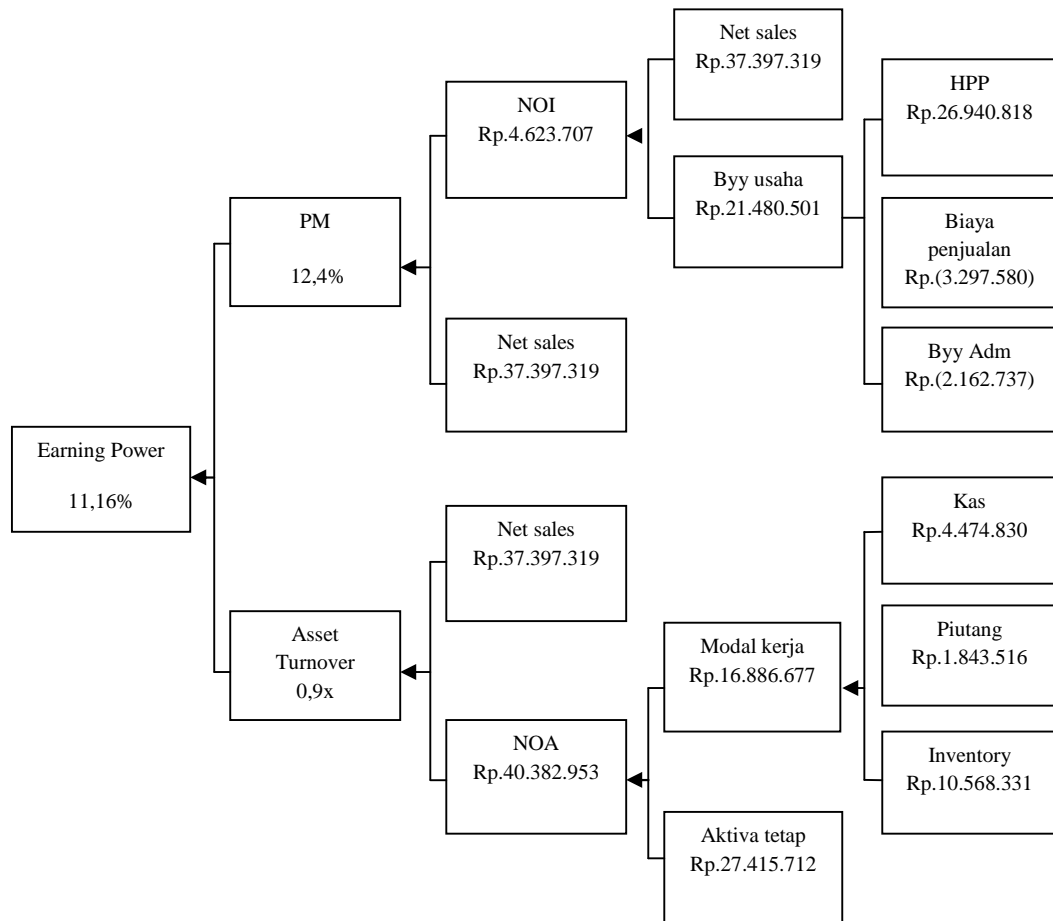 Net sales
Rp.37.397.319
HPP
Rp.26.940.818
NOI
Rp.4.623.707
Byy usaha
Rp.21.480.501
PM
12,4%
Biaya
penjualan
Rp.(3.297.580)
Net sales
Rp.37.397.319
Byy Adm
Rp.(2.162.737)
Earning Power
11,16%
Net sales
Rp.37.397.319
Kas
Rp.4.474.830
Asset
Turnover
0,9x
Modal kerja
Rp.16.886.677
Piutang
Rp.1.843.516
NOA
Rp.40.382.953
Inventory
Rp.10.568.331
Aktiva tetap
Rp.27.415.712